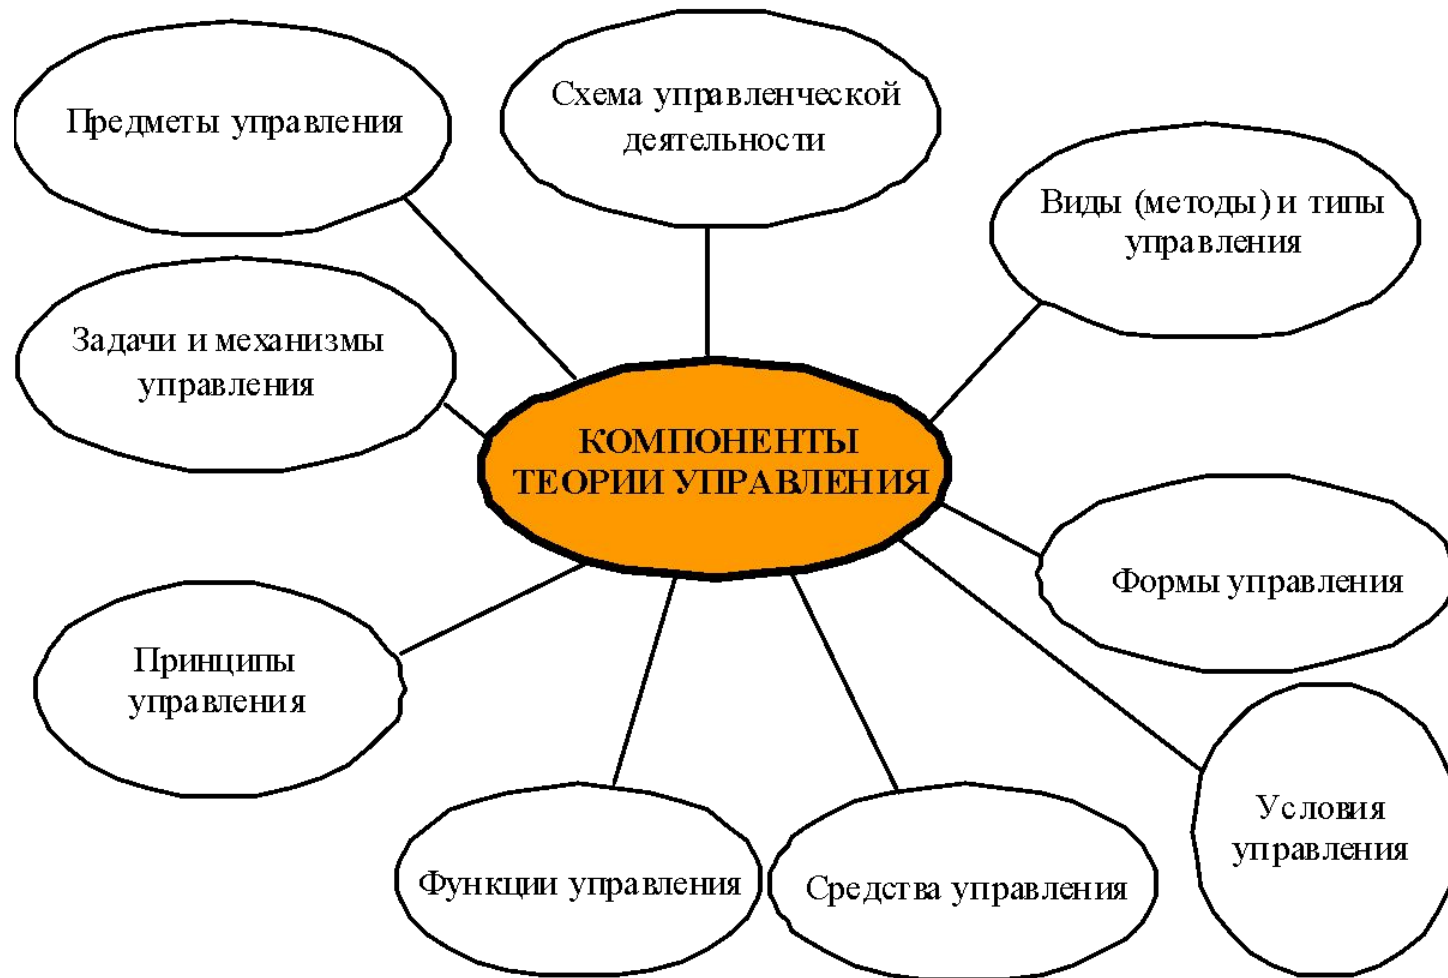 Схема управленческой
деятельности
Предметы управления
Виды (методы) и типы
управления
Задачи и механизмы
управления
КОМПОНЕНТЫ
ТЕОРИИ УПРАВЛЕНИЯ
Формы управления
Принципы
управления
Условия
управления
Функции управления
Средства управления